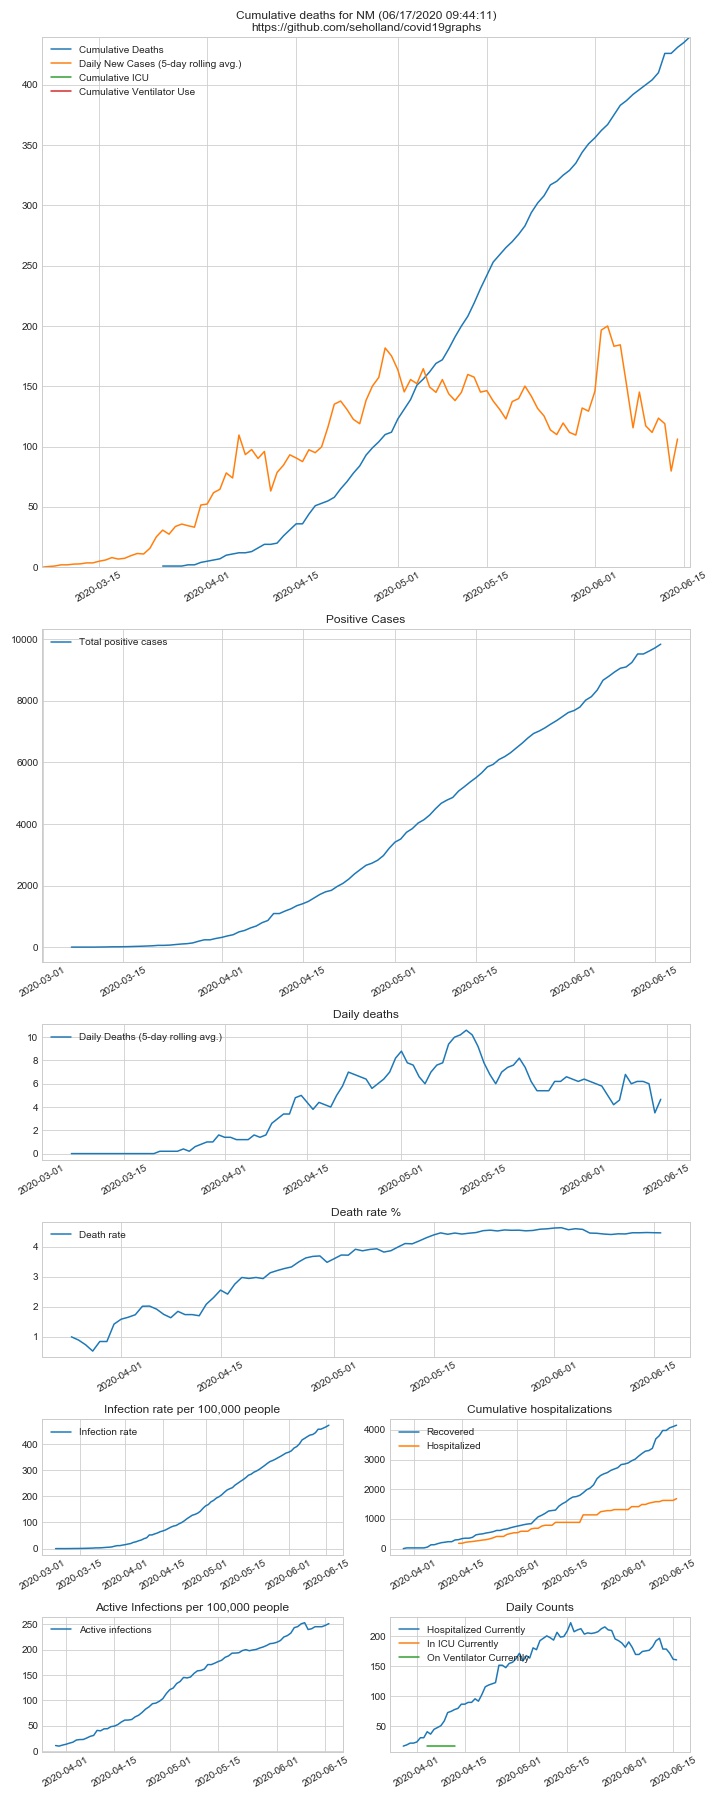 Cumulative deaths for NM (06/17/2020 09:44:11)
https://github.com/seholland/covid19graphs
Cumulative Deaths
Daily New Cases (5-day rolling avg.)
Cumulative ICU
Cumulative Ventilator Use
400
350
300
250
200
150
100
50
0
2020-03-15 2020-04-01 2020-04-15 2020-05-01 2020-05-15 2020-06-01 2020-06-15
Positive Cases
Total positive cases
10000
8000
6000
4000
2000
0
2020-03-01 2020-03-15 2020-04-01 2020-04-15 2020-05-01 2020-05-15 2020-06-01 2020-06-15
Daily deaths
Daily Deaths (5-day rolling avg.)
10
8
6
4
2
0
2020-03-01 2020-03-15 2020-04-01 2020-04-15 2020-05-01 2020-05-15 2020-06-01 2020-06-15
Death rate %
Death rate
4
3
2
1
2020-04-01 2020-04-15 2020-05-01 2020-05-15 2020-06-01 2020-06-15
Infection rate per 100,000 people
Infection rate
400
300
200
100
0
2020-03-01 2020-03-15 2020-04-01 2020-04-15 2020-05-01 2020-05-15 2020-06-01 2020-06-15
Cumulative hospitalizations
Recovered
Hospitalized
4000
3000
2000
1000
0
2020-04-01 2020-04-15 2020-05-01 2020-05-15 2020-06-01 2020-06-15
Active Infections per 100,000 people
Active infections
250
200
150
100
50
0
2020-04-01 2020-04-15 2020-05-01 2020-05-15 2020-06-01 2020-06-15
Daily Counts
Hospitalized Currently
In ICU Currently
On Ventilator Currently
200
150
100
50
2020-04-01 2020-04-15 2020-05-01 2020-05-15 2020-06-01 2020-06-15